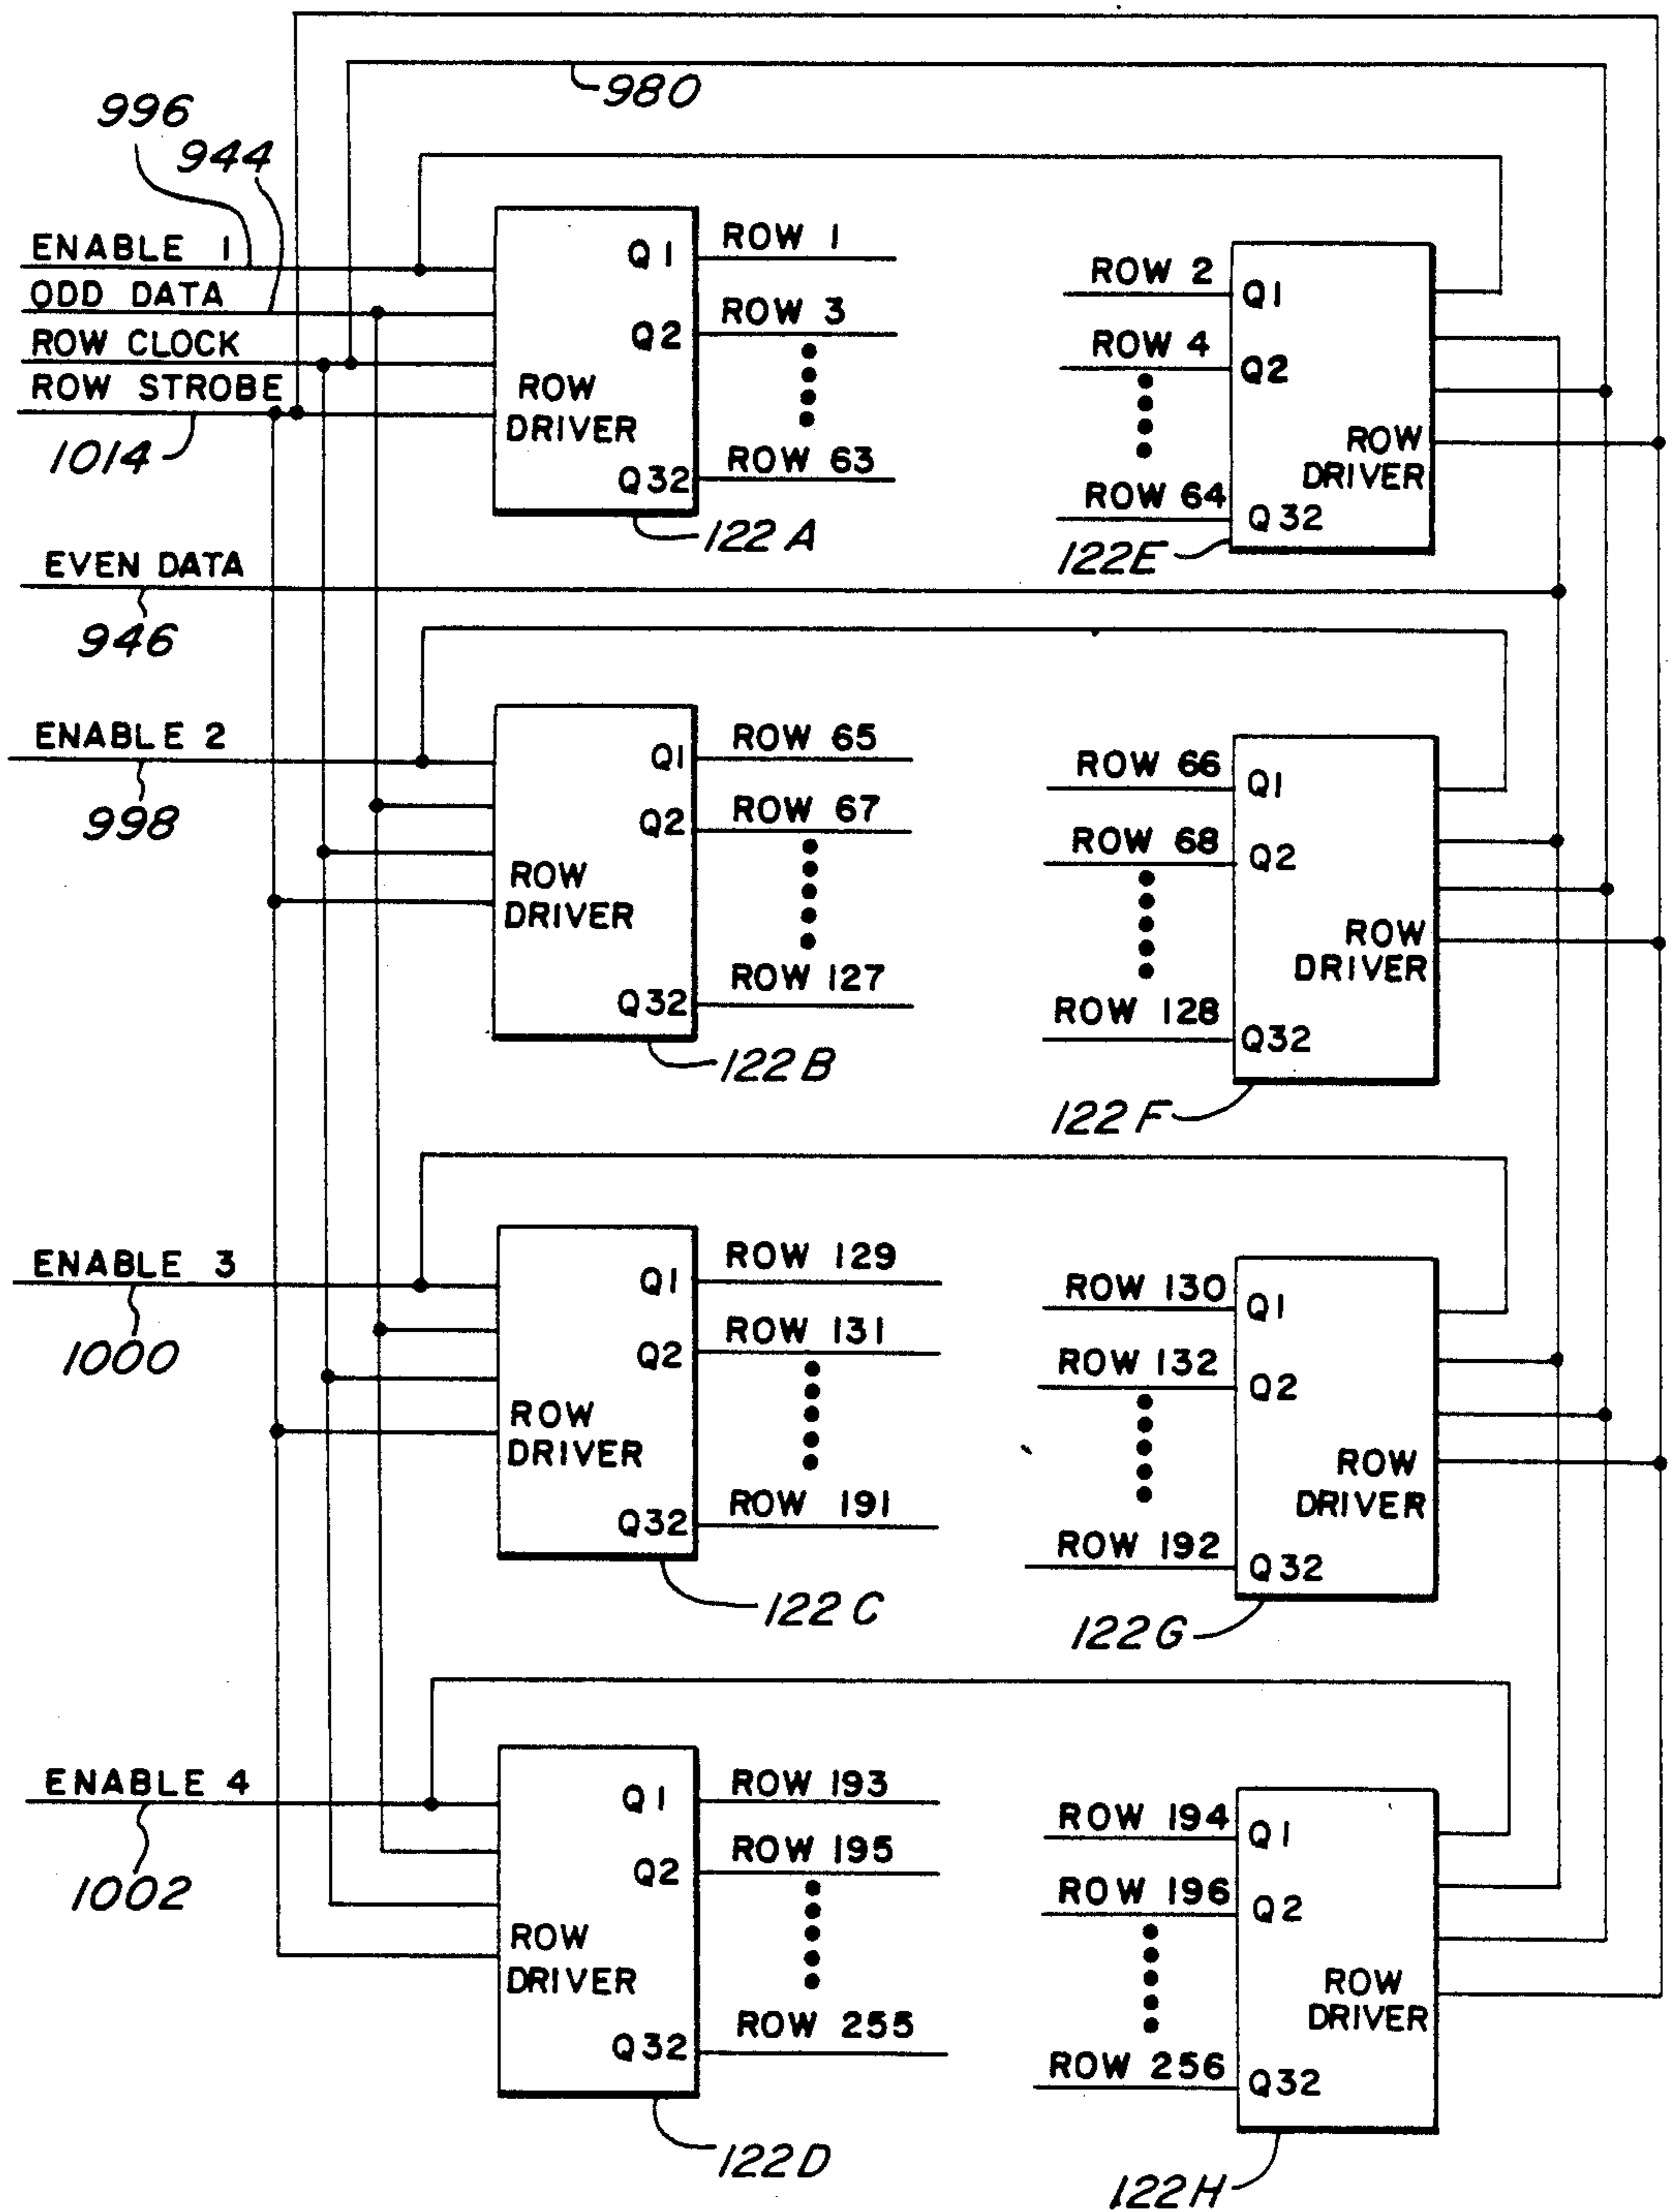 980
996
944
ENABLE 1
ODD DATA
ROW CLOCK
ROW STROBE
1014
Q1
ROW 1
Q2
ROW 3
ROW
DRIVER
Q32
ROW 63
122A
ROW 2
Q1
ROW 4
Q2
ROW
DRIVER
ROW 64
Q32
122E
EVEN DATA
946
ENABLE 2
998
Q1
ROW 65
Q2
ROW 67
ROW
DRIVER
Q32
ROW 127
122B
ROW 66
Q1
ROW 68
Q2
ROW
DRIVER
ROW 128
Q32
122F
ENABLE 3
1000
Q1
ROW 129
Q2
ROW 131
ROW
DRIVER
Q32
ROW 191
122C
ROW 130
Q1
ROW 132
Q2
ROW
DRIVER
ROW 192
Q32
122G
ENABLE 4
1002
Q1
ROW 193
Q2
ROW 195
ROW
DRIVER
Q32
ROW 255
122D
ROW 194
Q1
ROW 196
Q2
ROW
DRIVER
ROW 256
Q32
122H